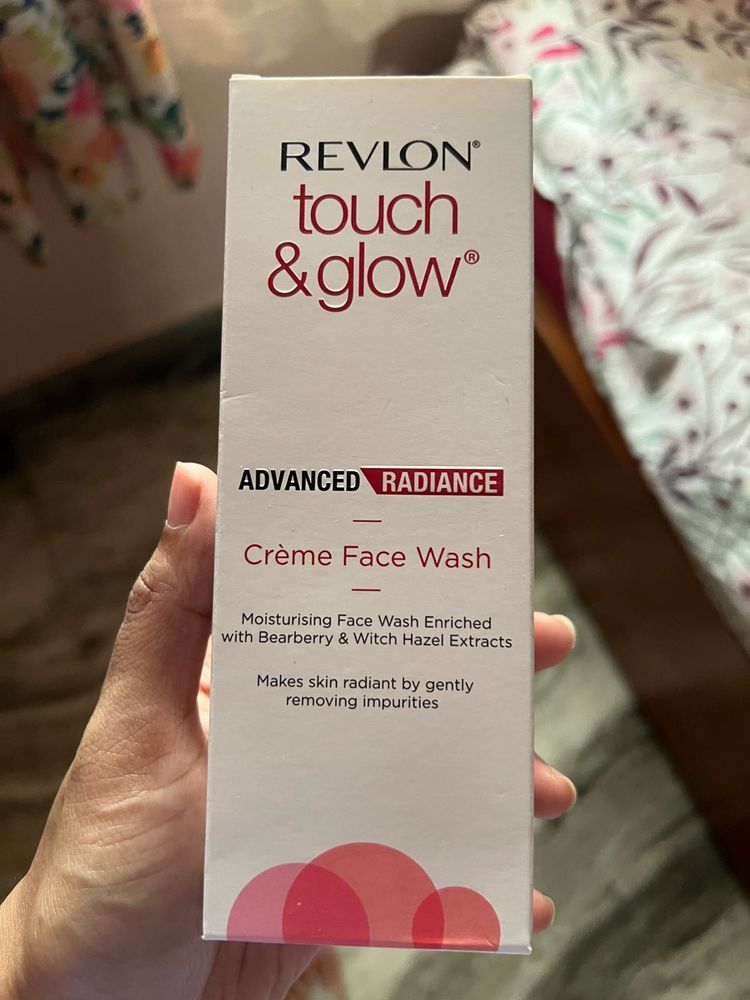 REVLON®
touch
&glow®
ADVANCED RADIANCE
Crème Face Wash
Moisturising Face Wash Enriched
with Bearberry & Witch Hazel Extracts
Makes skin radiant by gently
removing impurities